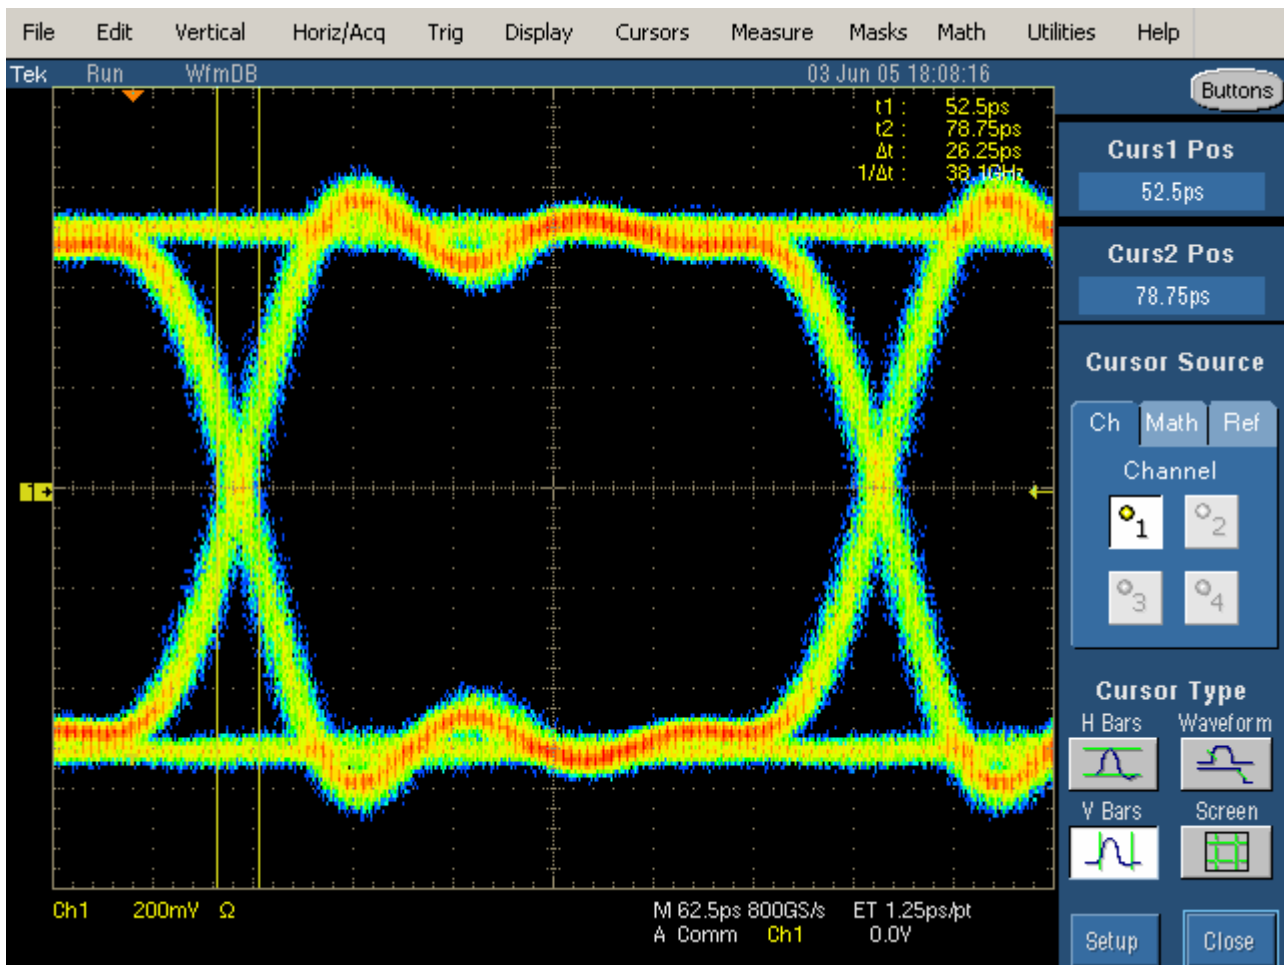 File Edit Vertical Horiz/Acq Trig Display Cursors Measure Masks Math Utilities Help
Tek Run WfmDB 03 Jun 05 18:08:16
Buttons
t1 : 52.5ps
t2 : 78.75ps
Δt : 26.25ps
1/Δt : 38.1GHz
Curs1 Pos
52.5ps
Curs2 Pos
78.75ps
Cursor Source
Ch Math Ref
Channel
1 2
3 4
1
Cursor Type
H Bars Waveform
V Bars Screen
Ch1 200mV Ω M 62.5ps 800GS/s ET 1.25ps/pt
A Comm Ch1 0.0V
Setup Close